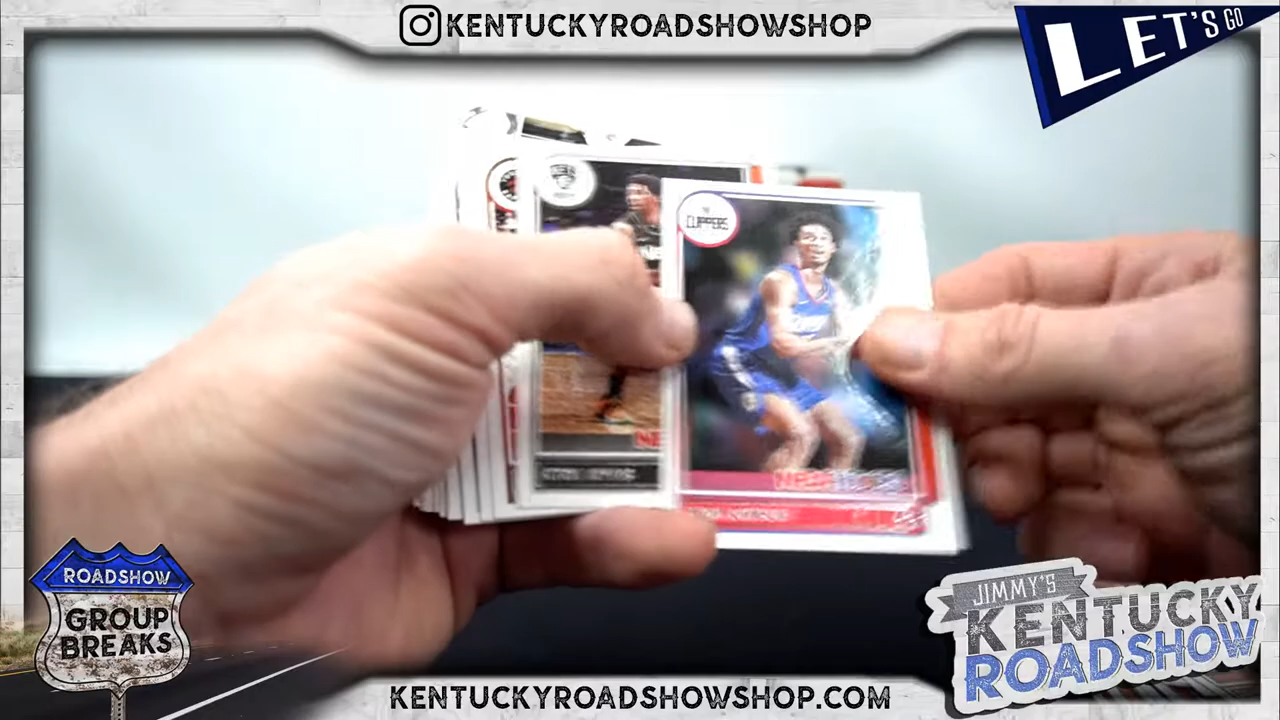 KENTUCKYROADSHOWSHOP
LET'S GO
CLIPPERS
ROADSHOW
GROUP
BREAKS
JIMMY'S
KENTUCKY
ROADSHOW
KENTUCKYROADSHOWSHOP.COM